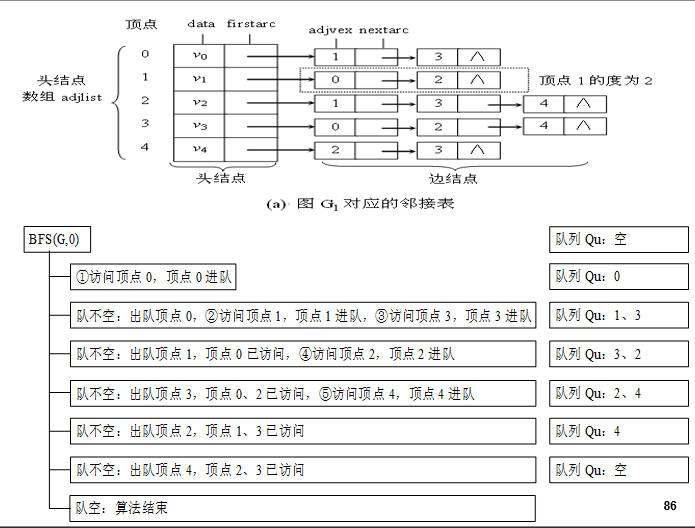 顶点 data firstarc adjvex nextarc
头结点
数组 adjlist
0 v0 1 3 ∧
1 v1 0 2 ∧ 顶点 1 的度为 2
2 v2 1 3 4 ∧
3 v3 0 2 4 ∧
4 v4 2 3 ∧
头结点 边结点
(a) 图 G1 对应的邻接表
BFS(G,0) 队列 Qu：空
①访问顶点 0，顶点 0 进队 队列 Qu：0
队不空：出队顶点 0，②访问顶点 1，顶点 1 进队，③访问顶点 3，顶点 3 进队 队列 Qu：1、3
队不空：出队顶点 1，顶点 0 已访问，④访问顶点 2，顶点 2 进队 队列 Qu：3、2
队不空：出队顶点 3，顶点 0、2 已访问，⑤访问顶点 4，顶点 4 进队 队列 Qu：2、4
队不空：出队顶点 2，顶点 1、3 已访问 队列 Qu：4
队不空：出队顶点 4，顶点 2、3 已访问 队列 Qu：空
队空：算法结束
86